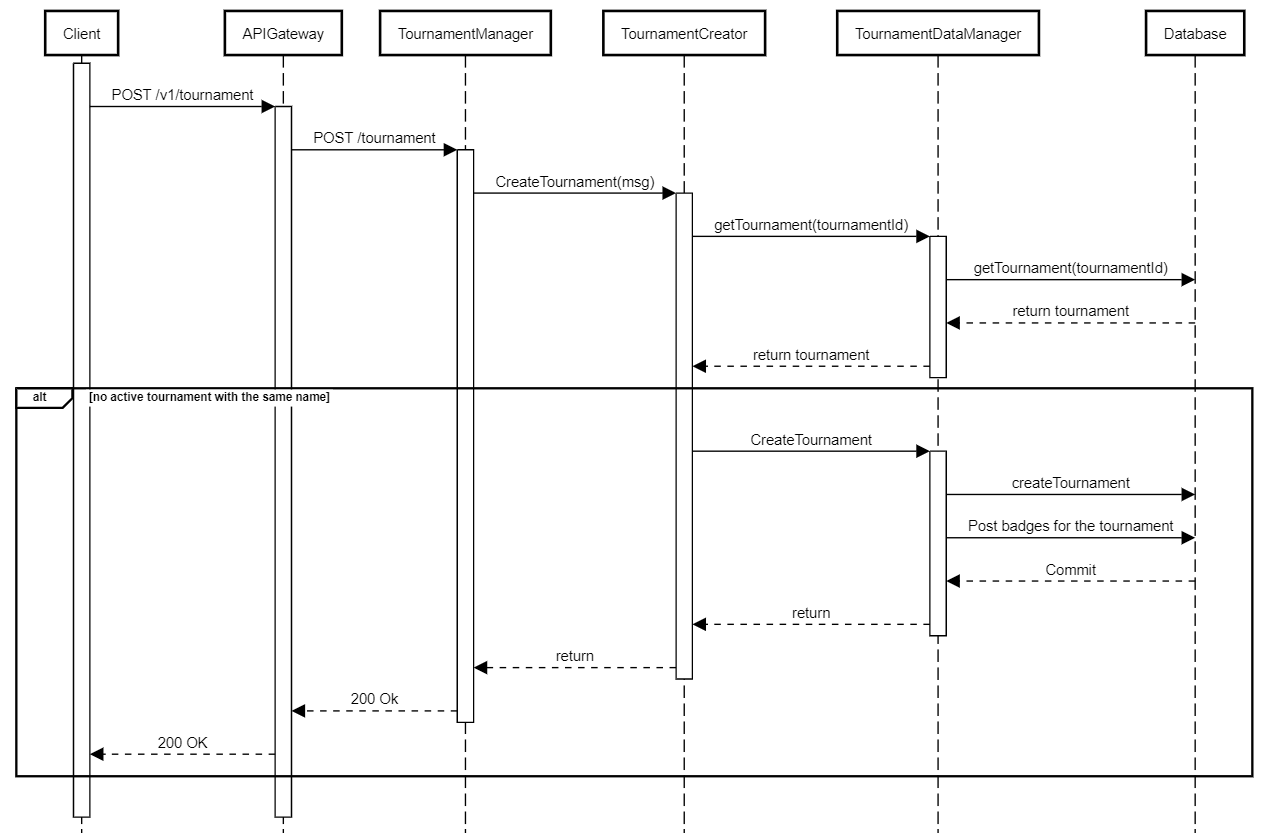 Client
APIGateway
TournamentManager
TournamentCreator
TournamentDataManager
Database
POST /v1/tournament
POST /tournament
CreateTournament(msg)
getTournament(tournamentId)
getTournament(tournamentId)
return tournament
return tournament
alt
[no active tournament with the same name]
CreateTournament
createTournament
Post badges for the tournament
Commit
return
return
200 Ok
200 OK